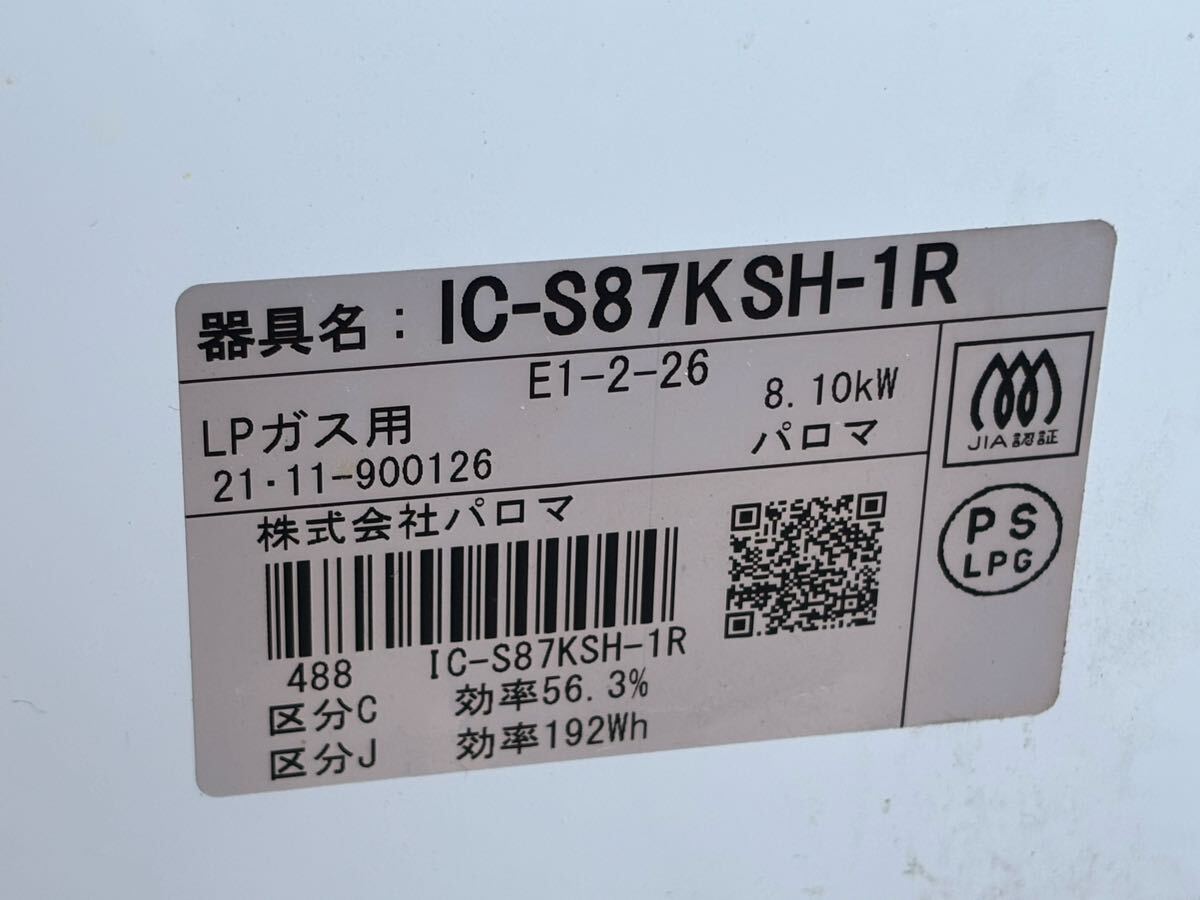 器具名: IC-S87KSH-1R
E1-2-26
8.10kW
LPガス用
パロマ
21·11-900126
JIA認証
株式会社パロマ
PS
LPG
488 IC-S87KSH-1R
区分C 効率56.3%
区分J 効率192Wh